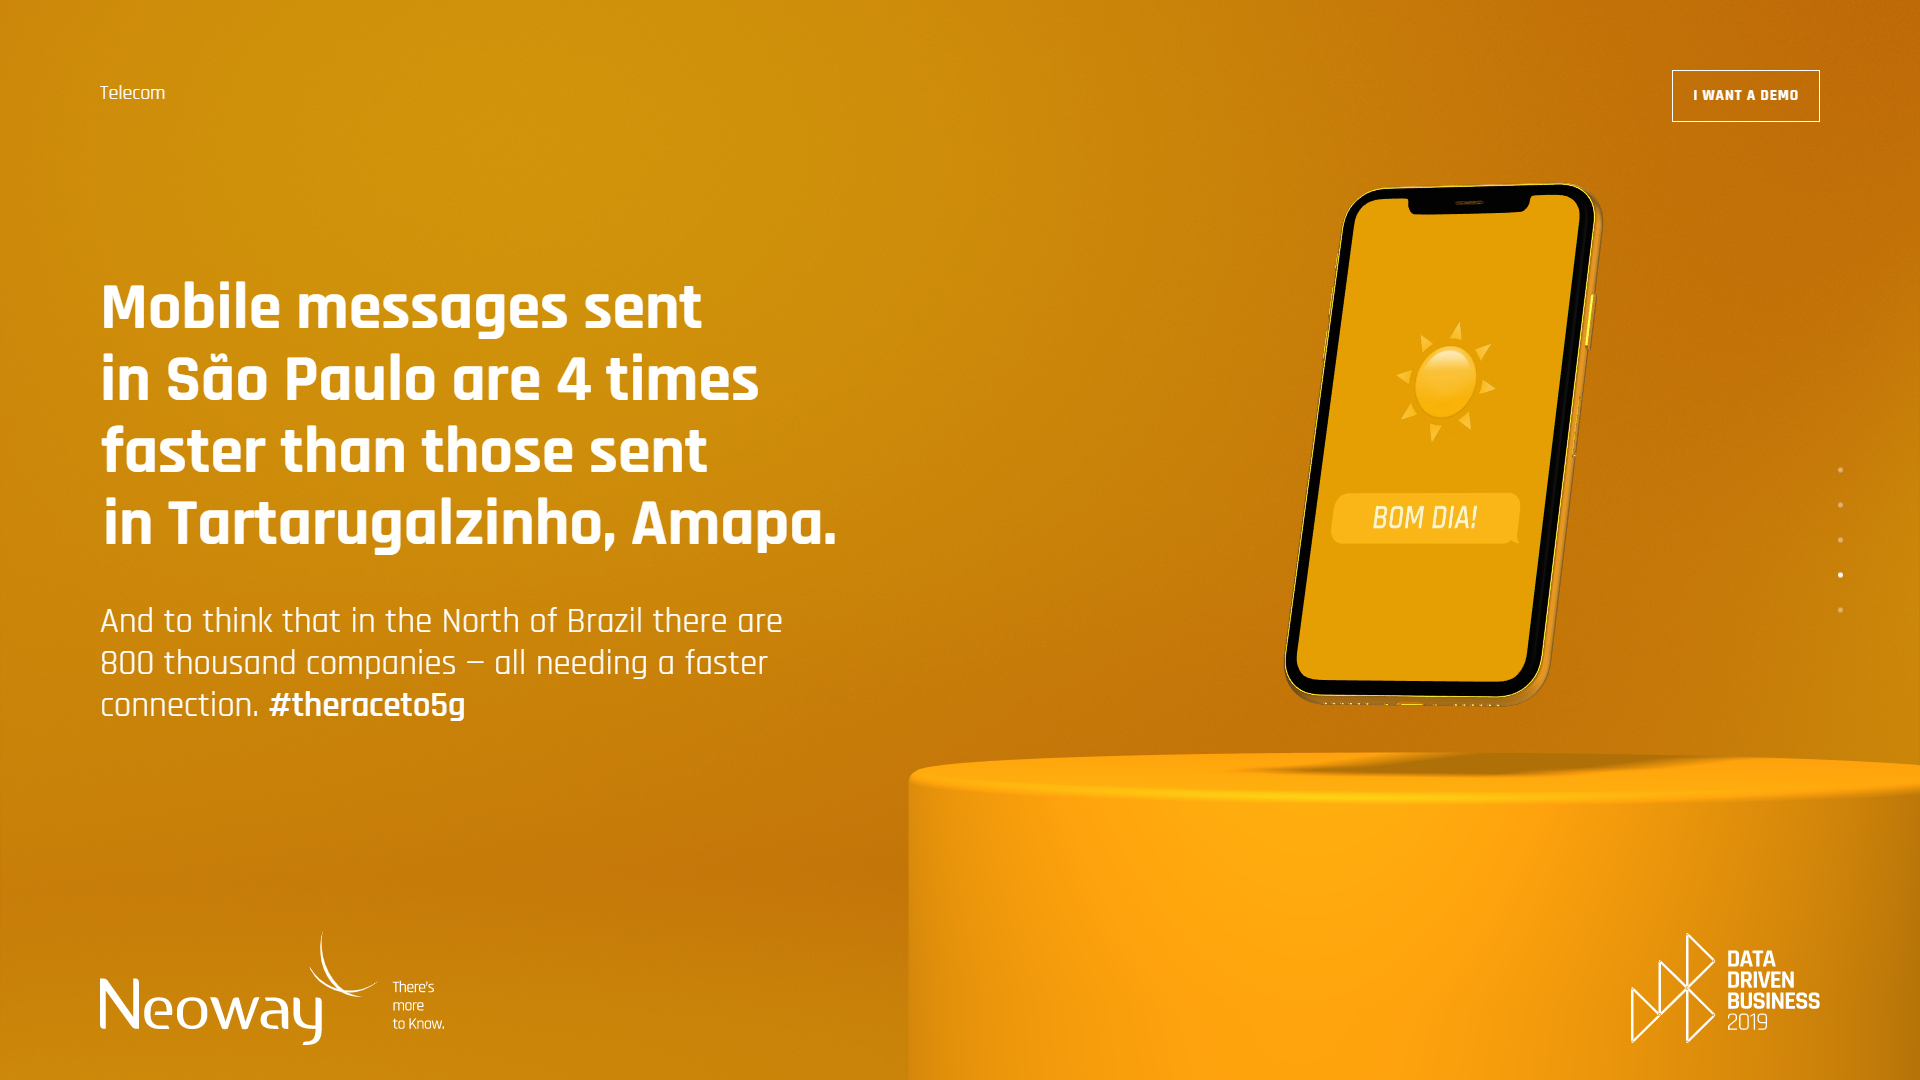 Telecom
I WANT A DEMO
Mobile messages sent
in São Paulo are 4 times
faster than those sent
in Tartarugalzinho, Amapa.
And to think that in the North of Brazil there are
800 thousand companies – all needing a faster
connection. #theraceto5g
BOM DIA!
Neoway
There's
more
to Know.
DATA
DRIVEN
BUSINESS
2019